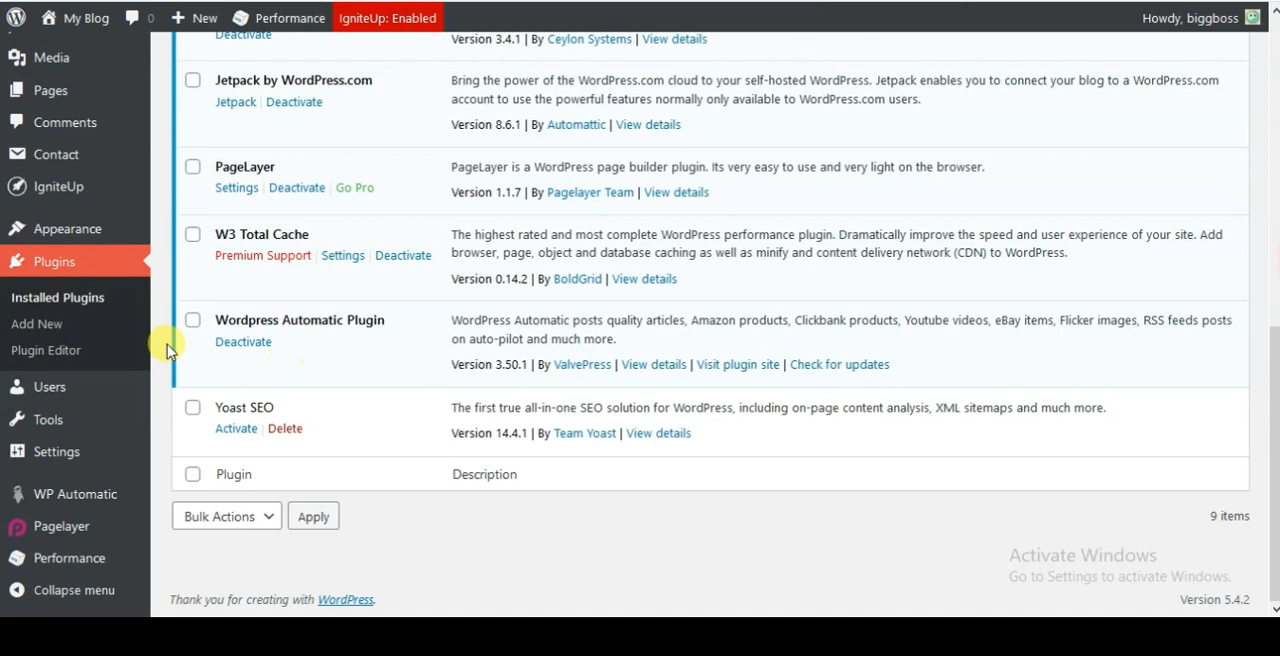 My Blog 0 New Performance IgniteUp: Enabled Howdy, biggboss
Media
Pages
Comments
Contact
IgniteUp
Appearance
Plugins
Installed Plugins
Add New
Plugin Editor
Users
Tools
Settings
WP Automatic
Pagelayer
Performance
Collapse menu
Deactivate
Version 3.4.1 | By Ceylon Systems | View details
Jetpack by WordPress.com
Jetpack | Deactivate
Bring the power of the WordPress.com cloud to your self-hosted WordPress. Jetpack enables you to connect your blog to a WordPress.com
account to use the powerful features normally only available to WordPress.com users.
Version 8.6.1 | By Automattic | View details
PageLayer
Settings | Deactivate | Go Pro
PageLayer is a WordPress page builder plugin. Its very easy to use and very light on the browser.
Version 1.1.7 | By Pagelayer Team | View details
W3 Total Cache
Premium Support | Settings | Deactivate
The highest rated and most complete WordPress performance plugin. Dramatically improve the speed and user experience of your site. Add
browser, page, object and database caching as well as minify and content delivery network (CDN) to WordPress.
Version 0.14.2 | By BoldGrid | View details
Wordpress Automatic Plugin
Deactivate
WordPress Automatic posts quality articles, Amazon products, Clickbank products, Youtube videos, eBay items, Flicker images, RSS feeds posts
on auto-pilot and much more.
Version 3.50.1 | By ValvePress | View details | Visit plugin site | Check for updates
Yoast SEO
Activate | Delete
The first true all-in-one SEO solution for WordPress, including on-page content analysis, XML sitemaps and much more.
Version 14.4.1 | By Team Yoast | View details
Plugin Description
Bulk Actions Apply 9 items
Activate Windows
Go to Settings to activate Windows.
Thank you for creating with WordPress. Version 5.4.2